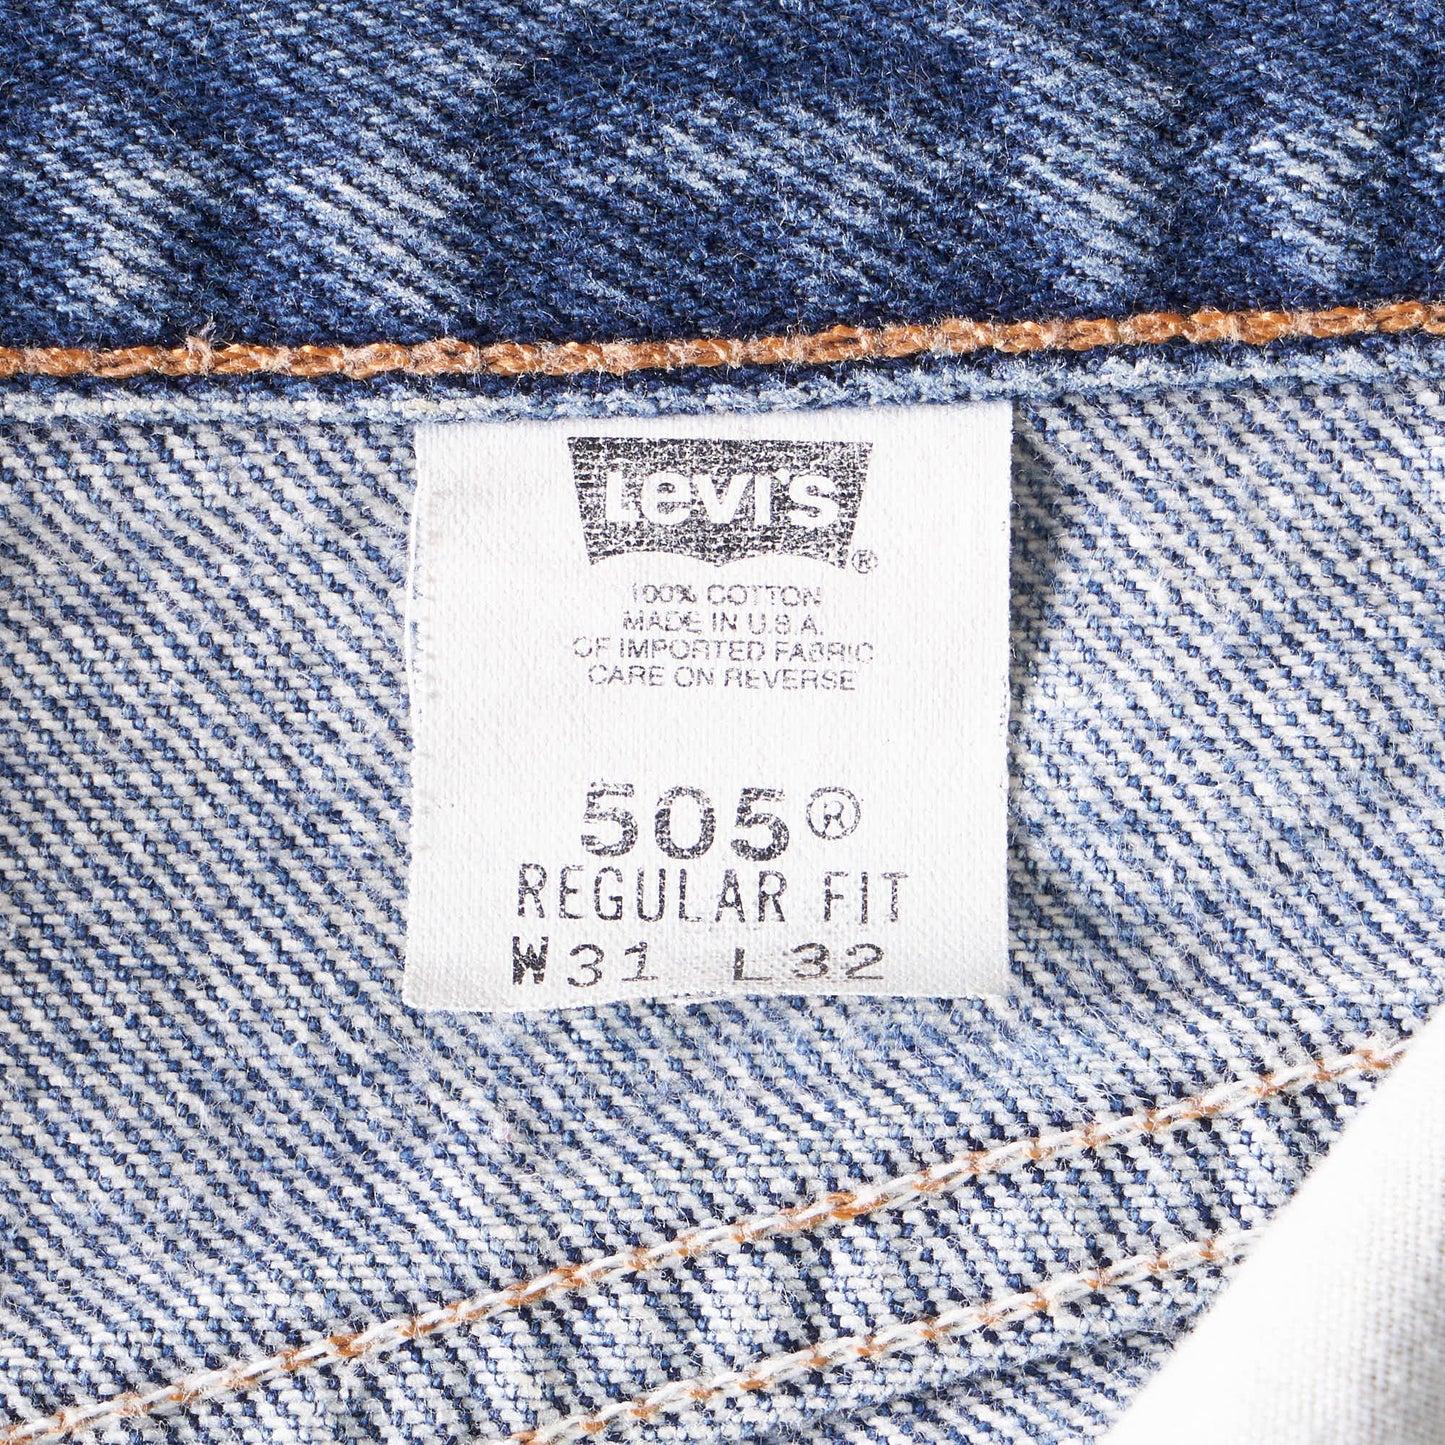 Levi's®
100% COTTON
MADE IN U.S.A.
OF IMPORTED FABRIC
CARE ON REVERSE
505®
REGULAR FIT
W31 L32